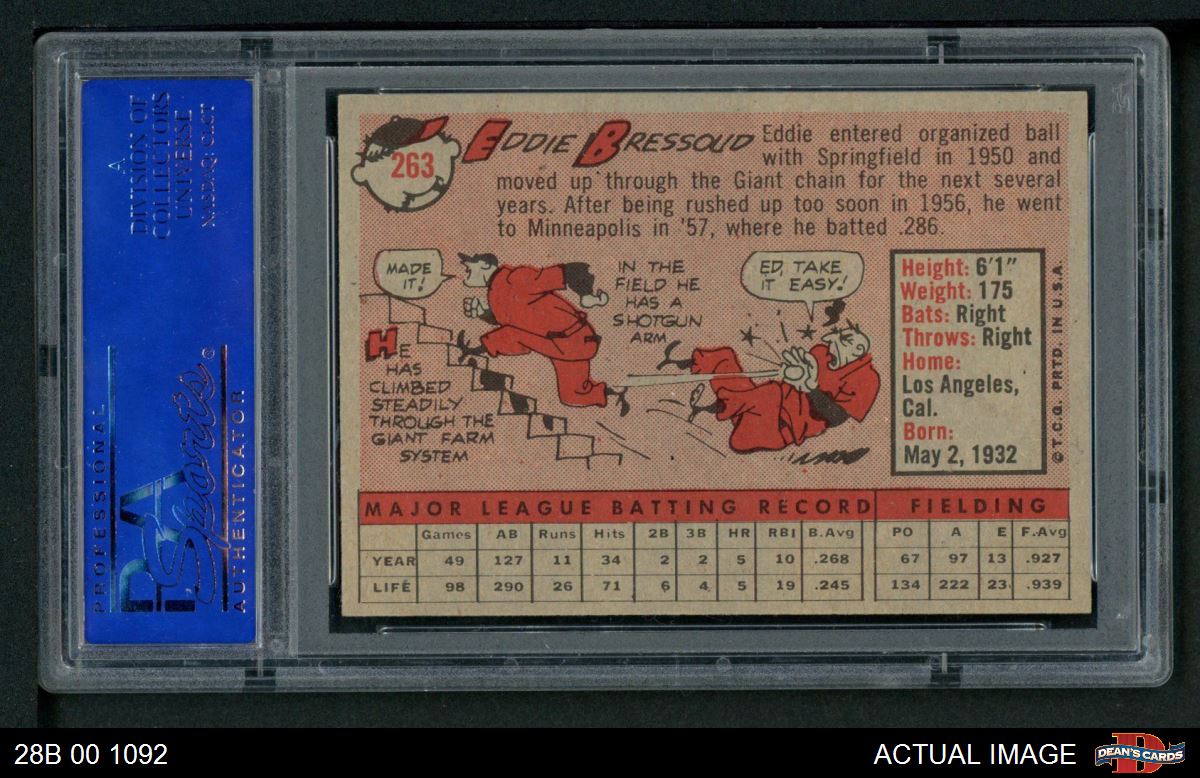 A
DIVISION OF
COLLECTORS
UNIVERSE
NASDAQ: CLCT
PROFESSIONAL
PSA
Sports
©
AUTHENTICATOR
263
EDDIE BRESSOUD
Eddie entered organized ball
with Springfield in 1950 and
moved up through the Giant chain for the next several
years. After being rushed up too soon in 1956, he went
to Minneapolis in '57, where he batted .286.
MADE
IT!
HE
HAS
CLIMBED
STEADILY
THROUGH THE
GIANT FARM
SYSTEM
IN THE
FIELD HE
HAS A
SHOTGUN
ARM
ED, TAKE
IT EASY!
Height: 6'1"
Weight: 175
Bats: Right
Throws: Right
Home:
Los Angeles,
Cal.
Born:
May 2, 1932
© T.C.G. PRTD. IN U.S.A.
MAJOR LEAGUE BATTING RECORD FIELDING
Games AB Runs Hits 2B 3B HR RBI B.Avg PO A E F.Avg
YEAR 49 127 11 34 2 2 5 10 .268 67 97 13 .927
LIFE 98 290 26 71 6 4 5 19 .245 134 222 23 .939
28B 00 1092
ACTUAL IMAGE
D
DEAN'S CARDS